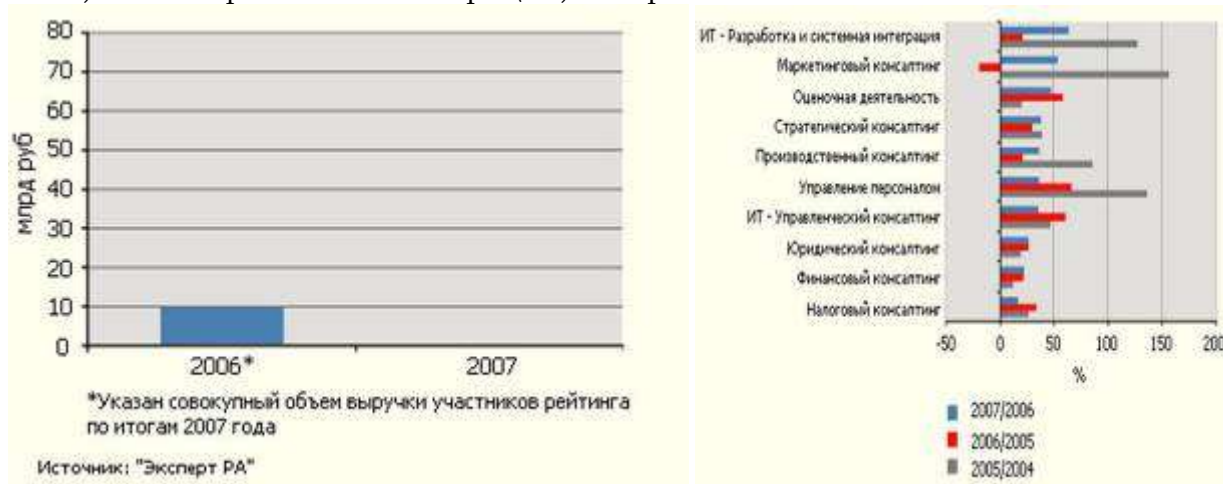 80
70
60
50
40
30
20
10
0
млрд руб
2006*
2007
*Указан совокупный объем выручки участников рейтинга
по итогам 2007 года
Источник: "Эксперт РА"
ИТ - Разработка и системная интеграция
Маркетинговый консалтинг
Оценочная деятельность
Стратегический консалтинг
Производственный консалтинг
Управление персоналом
ИТ - Управленческий консалтинг
Юридический консалтинг
Финансовый консалтинг
Налоговый консалтинг
-50 0 50 100 150 200
%
2007/2006
2006/2005
2005/2004